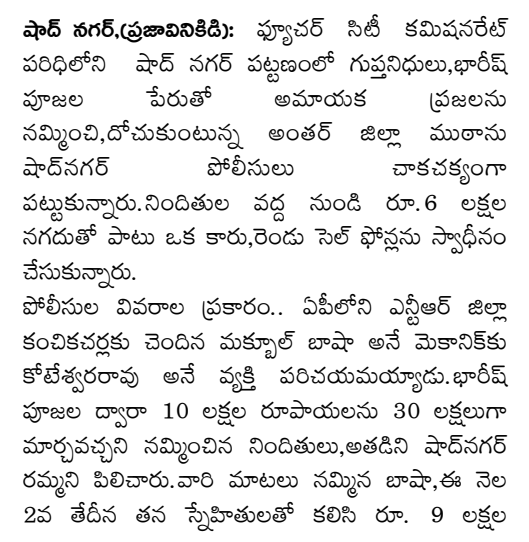 షాద్ నగర్,(ప్రజావినికిడి): ఫ్యూచర్ సిటీ కమిషనరేట్
పరిధిలోని షాద్ నగర్ పట్టణంలో గుప్తనిధులు,భారీష్
పూజల పేరుతో అమాయక ప్రజలను
నమ్మించి,దోచుకుంటున్న అంతర్ జిల్లా ముఠాను
షాద్‌నగర్ పోలీసులు చాకచక్యంగా
పట్టుకున్నారు.నిందితుల వద్ద నుండి రూ.6 లక్షల
నగదుతో పాటు ఒక కారు,రెండు సెల్ ఫోన్లను స్వాధీనం
చేసుకున్నారు.
పోలీసుల వివరాల ప్రకారం.. ఏపీలోని ఎన్టీఆర్ జిల్లా
కంచికచర్లకు చెందిన మక్బూల్ బాషా అనే మెకానిక్‌కు
కోటేశ్వరరావు అనే వ్యక్తి పరిచయమయ్యాడు.భారీష్
పూజల ద్వారా 10 లక్షల రూపాయలను 30 లక్షలుగా
మార్చవచ్చని నమ్మించిన నిందితులు,అతడిని షాద్‌నగర్
రమ్మని పిలిచారు.వారి మాటలు నమ్మిన బాషా,ఈ నెల
2వ తేదీన తన స్నేహితులతో కలిసి రూ. 9 లక్షల